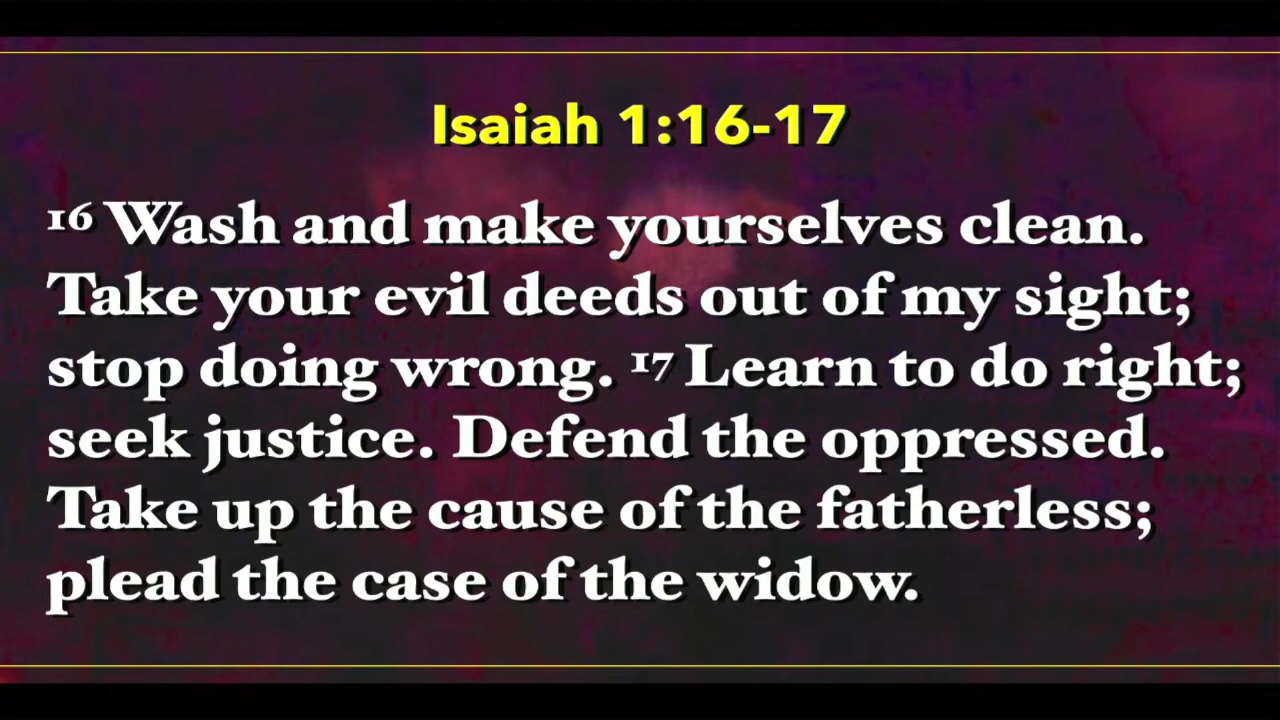 Isaiah 1:16-17
¹⁶ Wash and make yourselves clean.
Take your evil deeds out of my sight;
stop doing wrong. ¹⁷ Learn to do right;
seek justice. Defend the oppressed.
Take up the cause of the fatherless;
plead the case of the widow.